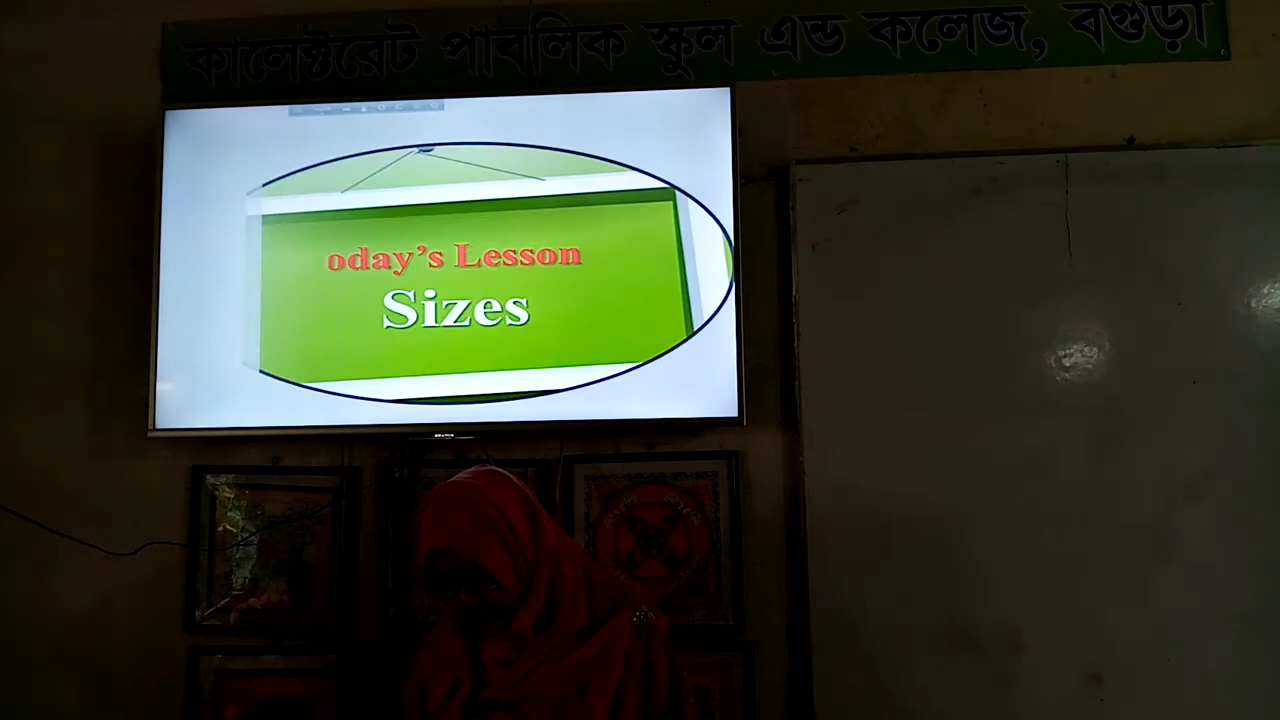 কালেক্টরেট পাবলিক স্কুল এন্ড কলেজ, বগুড়া
oday's Lesson
Sizes